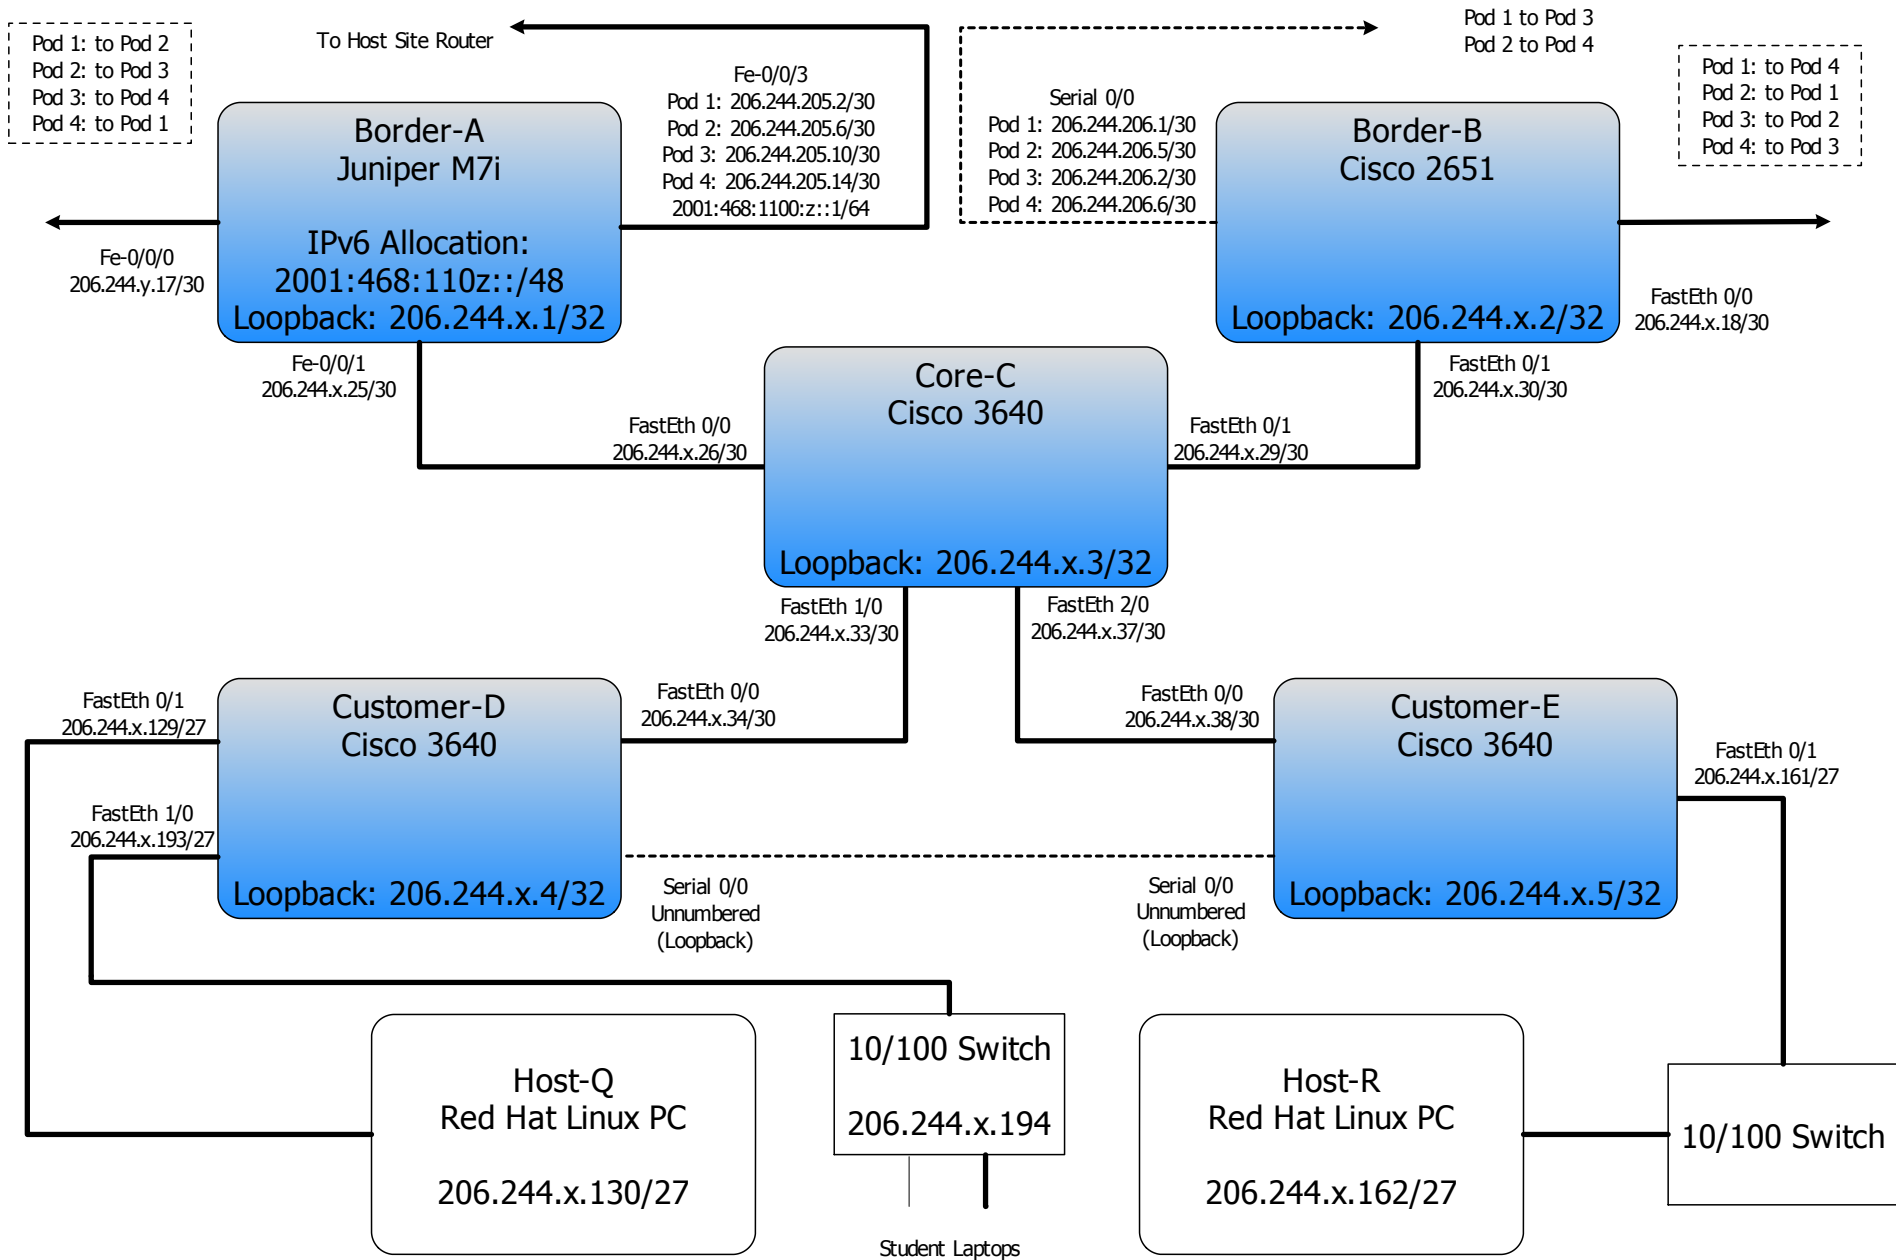 Pod 1: to Pod 2
Pod 2: to Pod 3
Pod 3: to Pod 4
Pod 4: to Pod 1
To Host Site Router
Fe-0/0/3
Pod 1: 206.244.205.2/30
Pod 2: 206.244.205.6/30
Pod 3: 206.244.205.10/30
Pod 4: 206.244.205.14/30
2001:468:1100:z::1/64
Pod 1 to Pod 3
Pod 2 to Pod 4
Serial 0/0
Pod 1: 206.244.206.1/30
Pod 2: 206.244.206.5/30
Pod 3: 206.244.206.2/30
Pod 4: 206.244.206.6/30
Pod 1: to Pod 4
Pod 2: to Pod 1
Pod 3: to Pod 2
Pod 4: to Pod 3
Border-A
Juniper M7i
IPv6 Allocation:
2001:468:110z::/48
Loopback: 206.244.x.1/32
Border-B
Cisco 2651
Loopback: 206.244.x.2/32
Fe-0/0/0
206.244.y.17/30
FastEth 0/0
206.244.x.18/30
Fe-0/0/1
206.244.x.25/30
FastEth 0/1
206.244.x.30/30
Core-C
Cisco 3640
Loopback: 206.244.x.3/32
FastEth 0/0
206.244.x.26/30
FastEth 0/1
206.244.x.29/30
FastEth 1/0
206.244.x.33/30
FastEth 2/0
206.244.x.37/30
FastEth 0/1
206.244.x.129/27
Customer-D
Cisco 3640
Loopback: 206.244.x.4/32
FastEth 0/0
206.244.x.34/30
FastEth 0/0
206.244.x.38/30
Customer-E
Cisco 3640
Loopback: 206.244.x.5/32
FastEth 0/1
206.244.x.161/27
FastEth 1/0
206.244.x.193/27
Serial 0/0
Unnumbered
(Loopback)
Serial 0/0
Unnumbered
(Loopback)
Host-Q
Red Hat Linux PC
206.244.x.130/27
10/100 Switch
206.244.x.194
Student Laptops
Host-R
Red Hat Linux PC
206.244.x.162/27
10/100 Switch